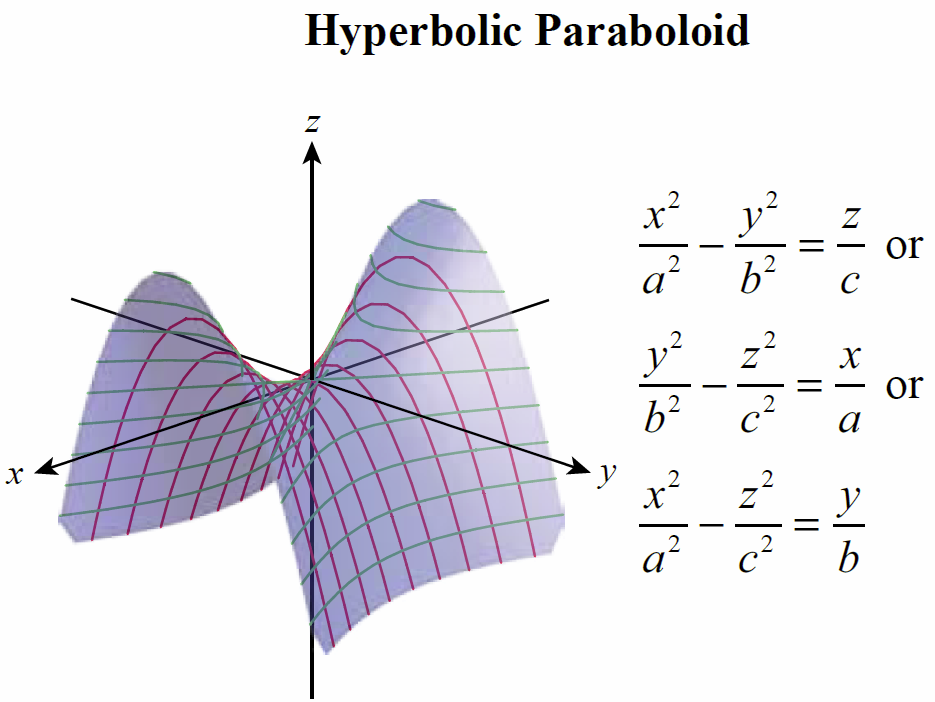 Hyperbolic Paraboloid
z
x²/a² − y²/b² = z/c or
y²/b² − z²/c² = x/a or
x
y
x²/a² − z²/c² = y/b